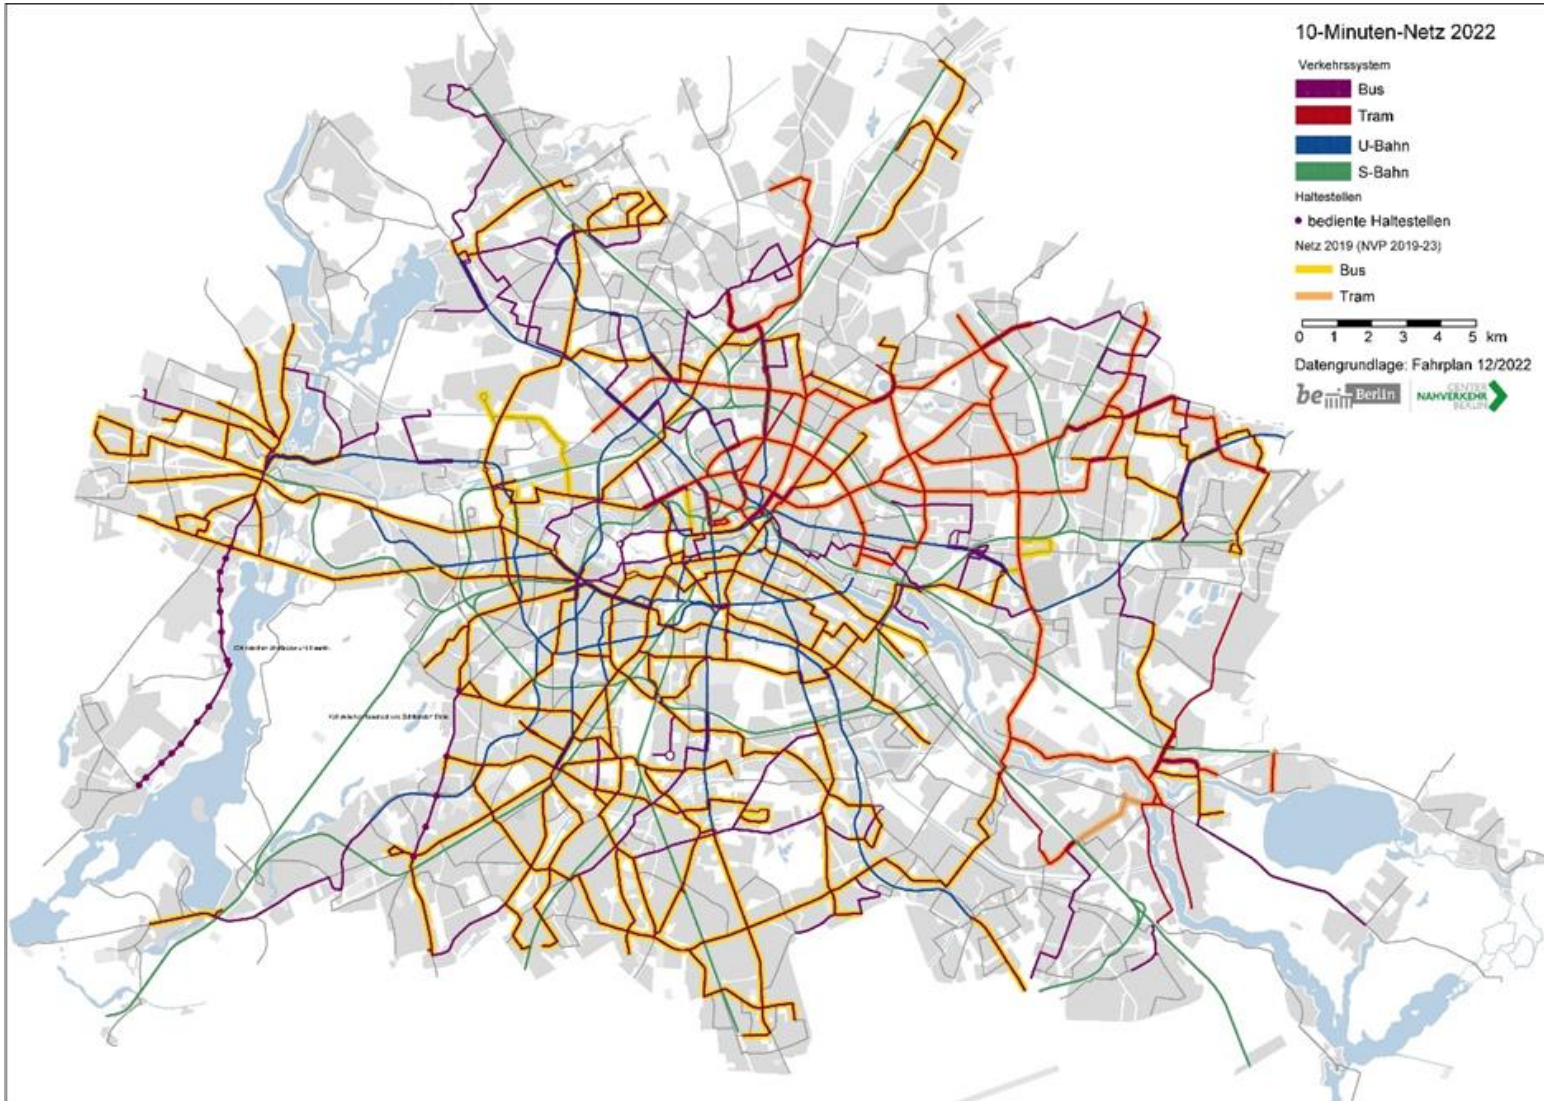 10-Minuten-Netz 2022
Verkehrssystem
Bus
Tram
U-Bahn
S-Bahn
Haltestellen
bediente Haltestellen
Netz 2019 (NVP 2019-23)
Bus
Tram
0 1 2 3 4 5 km
Datengrundlage: Fahrplan 12/2022
Berlin
CENTER
NAHVERKEHR
BERLIN